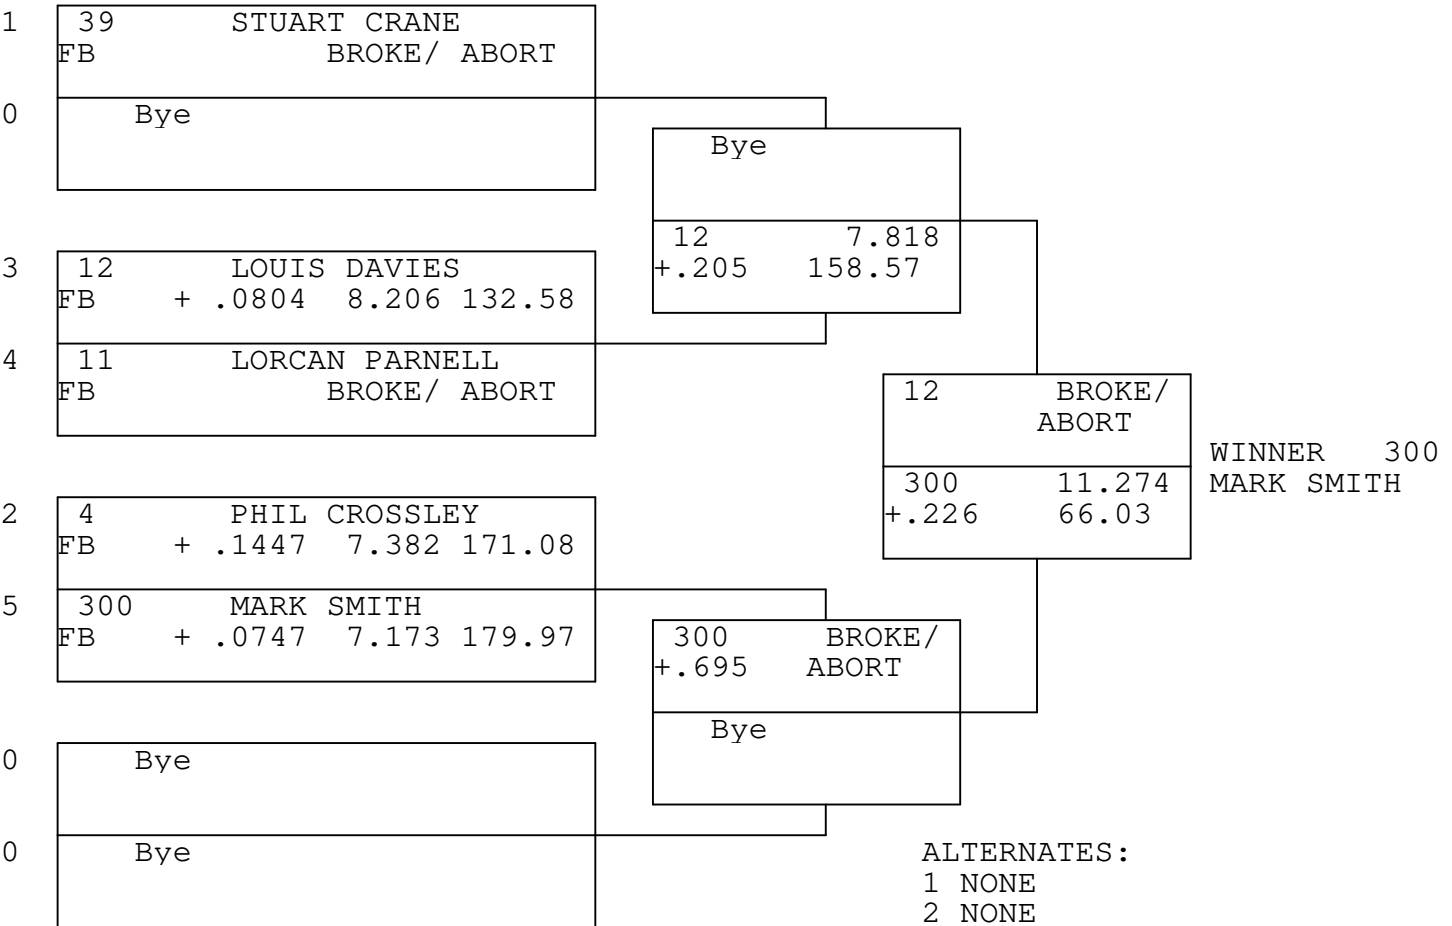 1 39 STUART CRANE
FB BROKE/ ABORT
0 Bye
Bye
12 7.818
+.205 158.57
3 12 LOUIS DAVIES
FB + .0804 8.206 132.58
4 11 LORCAN PARNELL
FB BROKE/ ABORT
12 BROKE/
ABORT
300 11.274
+.226 66.03
WINNER 300
MARK SMITH
2 4 PHIL CROSSLEY
FB + .1447 7.382 171.08
5 300 MARK SMITH
FB + .0747 7.173 179.97
300 BROKE/
+.695 ABORT
Bye
0 Bye
0 Bye
ALTERNATES:
1 NONE
2 NONE